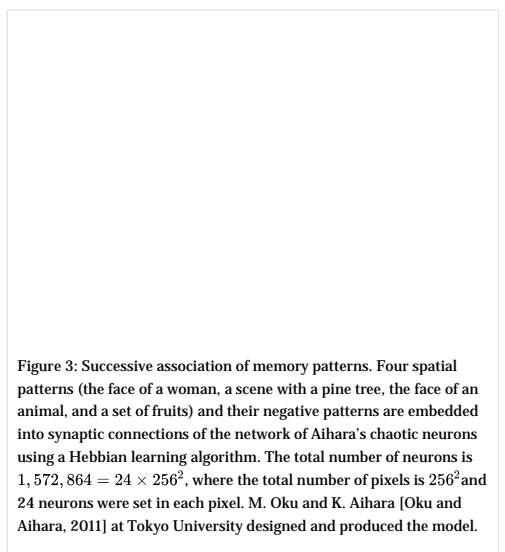 Figure 3: Successive association of memory patterns. Four spatial
patterns (the face of a woman, a scene with a pine tree, the face of an
animal, and a set of fruits) and their negative patterns are embedded
into synaptic connections of the network of Aihara's chaotic neurons
using a Hebbian learning algorithm. The total number of neurons is
1, 572, 864 = 24 × 256², where the total number of pixels is 256²and
24 neurons were set in each pixel. M. Oku and K. Aihara [Oku and
Aihara, 2011] at Tokyo University designed and produced the model.